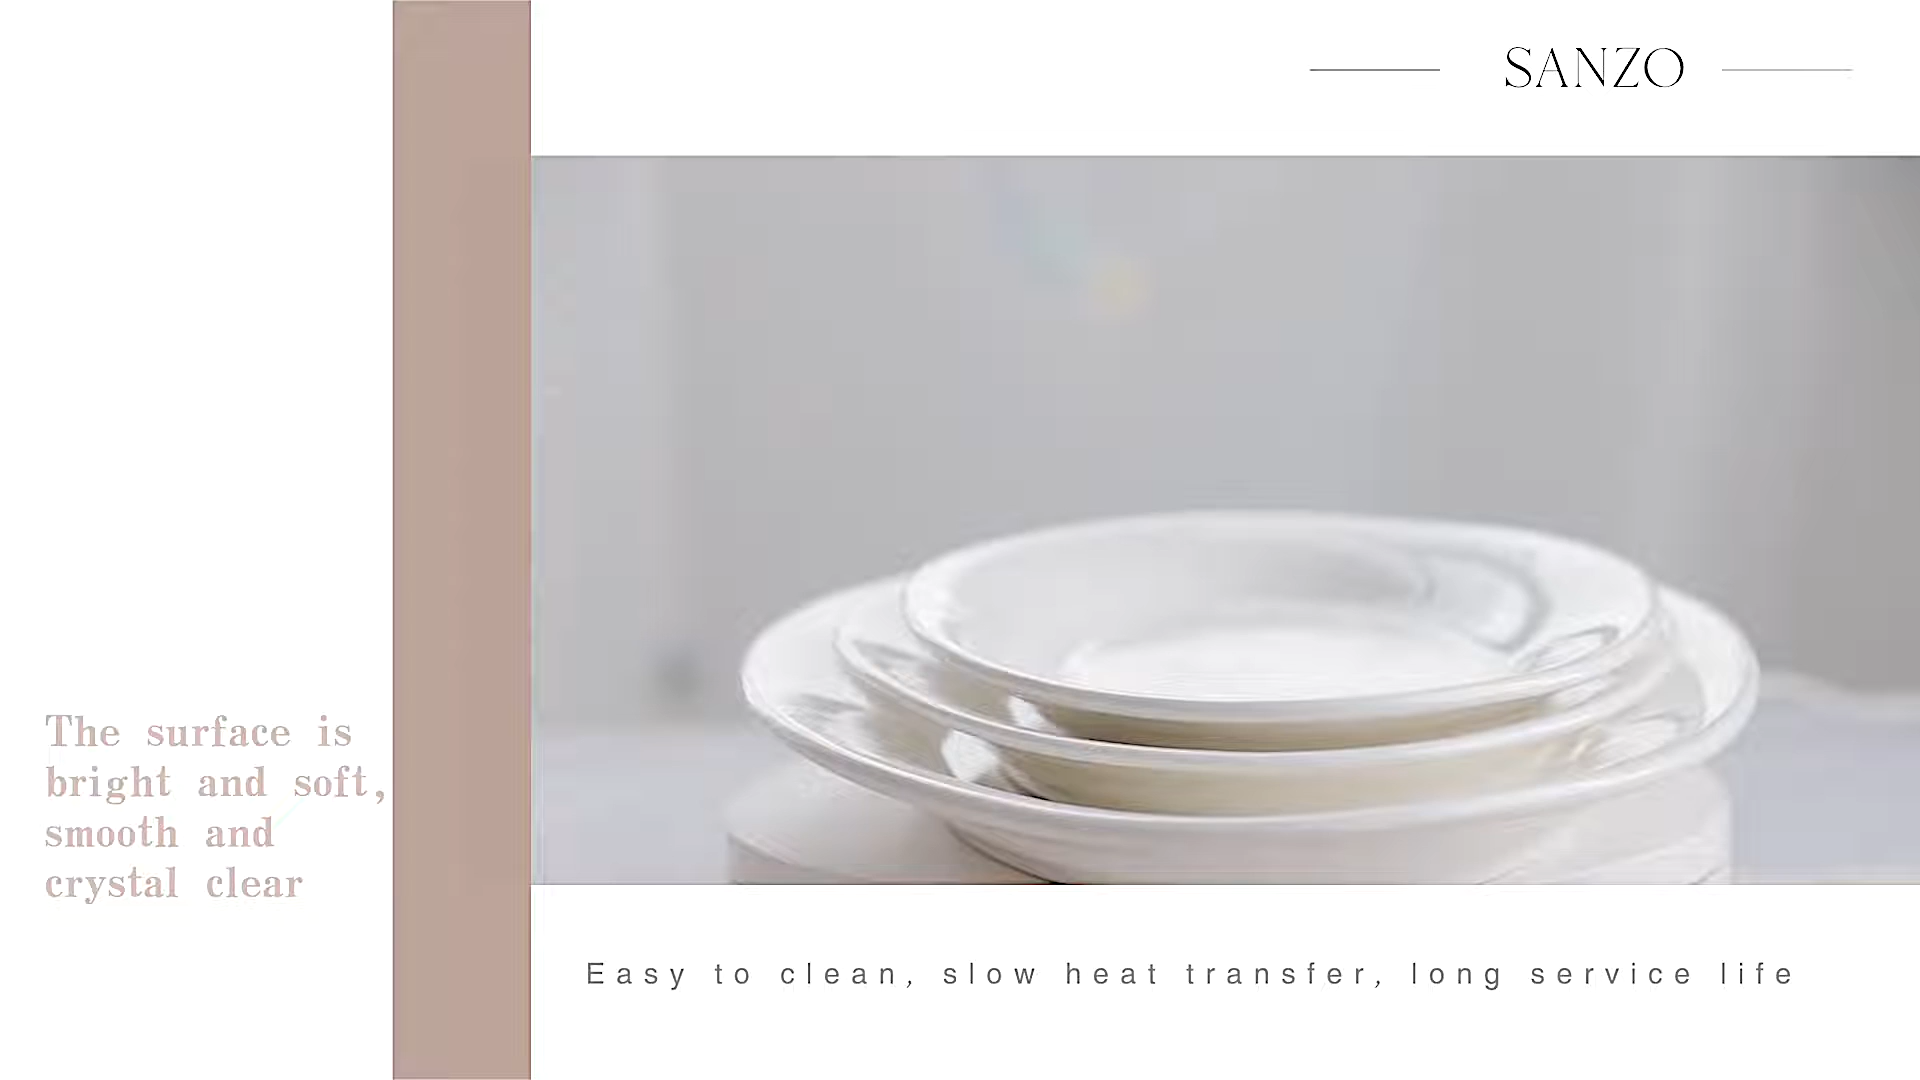 SANZO
The surface is
bright and soft,
smooth and
crystal clear
Easy to clean, slow heat transfer, long service life